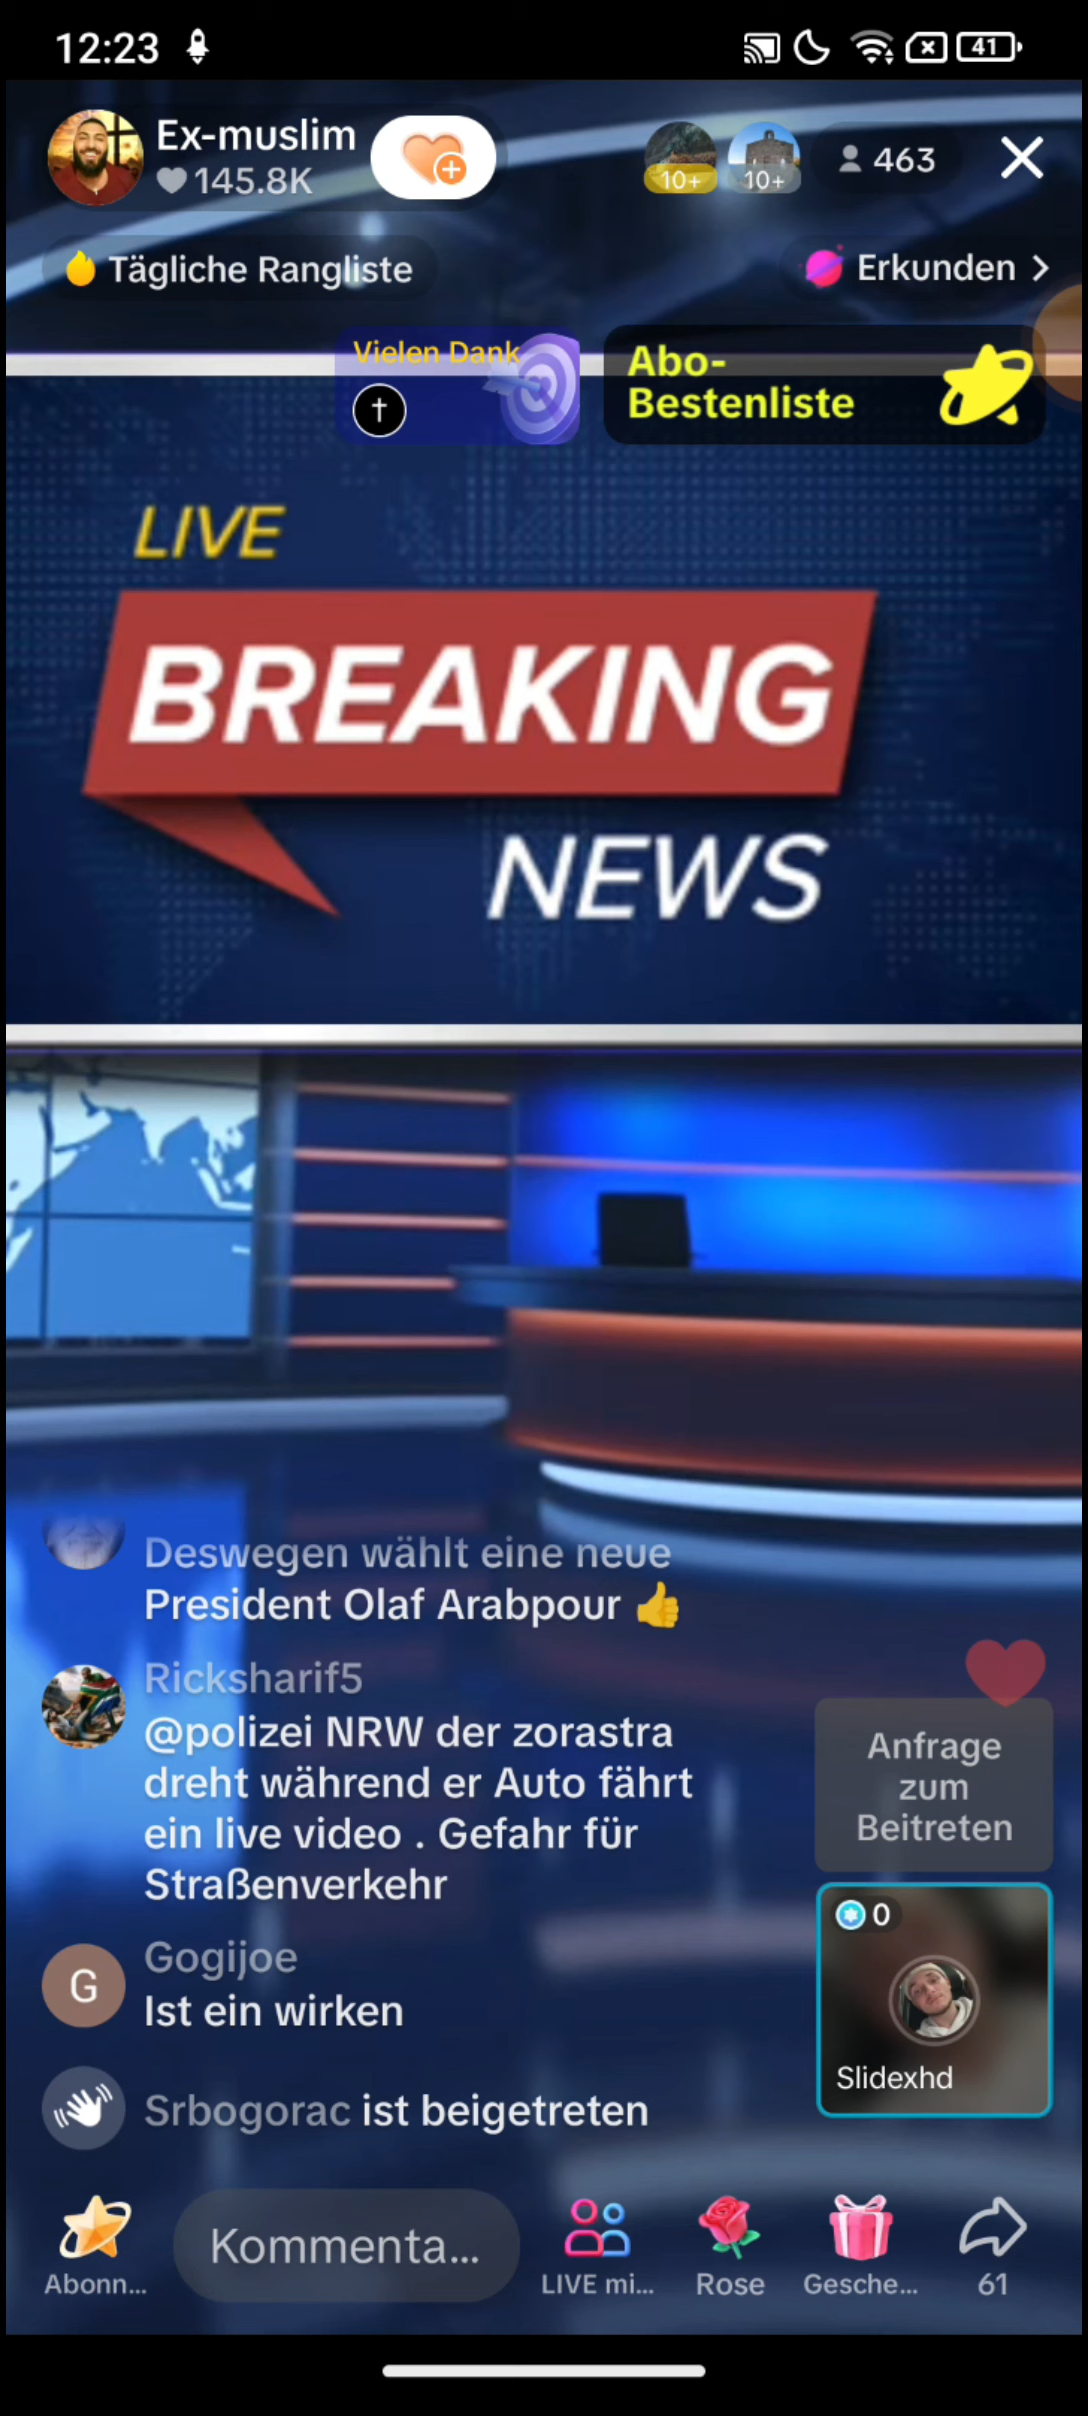 12:23
41
Ex-muslim
145.8K
10+
10+
463
Tägliche Rangliste
Erkunden
Vielen Dank
Abo-
Bestenliste
LIVE
BREAKING
NEWS
Deswegen wählt eine neue
President Olaf Arabpour 👍
Ricksharif5
@polizei NRW der zorastra
dreht während er Auto fährt
ein live video . Gefahr für
Straßenverkehr
G
Gogijoe
Ist ein wirken
Srbogorac ist beigetreten
Anfrage
zum
Beitreten
0
Slidexhd
Abonn...
Kommenta...
LIVE mi...
Rose
Gesche...
61